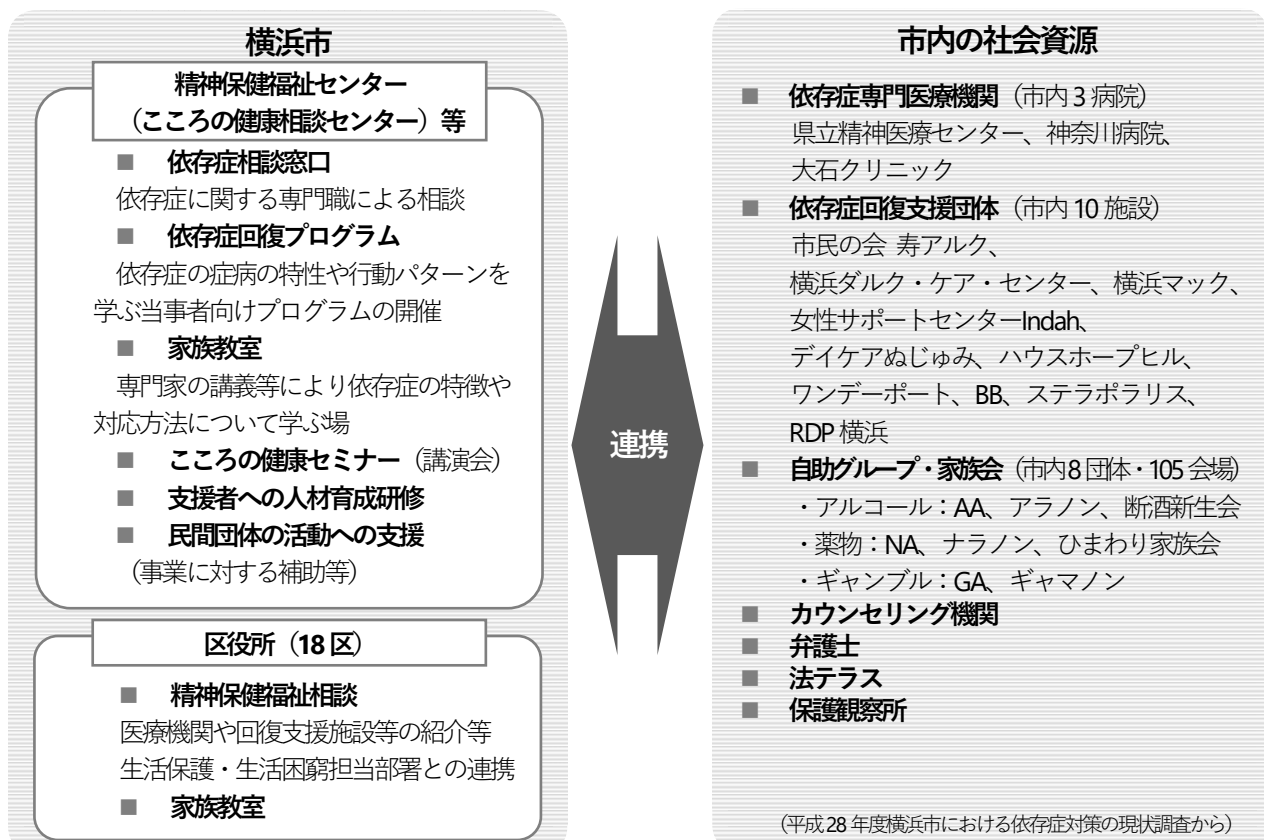 横浜市
精神保健福祉センター
（こころの健康相談センター）等
■ 依存症相談窓口
依存症に関する専門職による相談
■ 依存症回復プログラム
依存症の症病の特性や行動パターンを
学ぶ当事者向けプログラムの開催
■ 家族教室
専門家の講義等により依存症の特徴や
対応方法について学ぶ場
■ こころの健康セミナー（講演会）
■ 支援者への人材育成研修
■ 民間団体の活動への支援
（事業に対する補助等）
区役所（18 区）
■ 精神保健福祉相談
医療機関や回復支援施設等の紹介等
生活保護・生活困窮担当部署との連携
■ 家族教室
連携
市内の社会資源
■ 依存症専門医療機関（市内 3 病院）
県立精神医療センター、神奈川病院、
大石クリニック
■ 依存症回復支援団体（市内 10 施設）
市民の会 寿アルク、
横浜ダルク・ケア・センター、横浜マック、
女性サポートセンターIndah、
デイケアぬじゅみ、ハウスホープヒル、
ワンデーポート、BB、ステラポラリス、
RDP 横浜
■ 自助グループ・家族会（市内 8 団体・105 会場）
・アルコール：AA、アラノン、断酒新生会
・薬物：NA、ナラノン、ひまわり家族会
・ギャンブル：GA、ギャマノン
■ カウンセリング機関
■ 弁護士
■ 法テラス
■ 保護観察所
（平成 28 年度横浜市における依存症対策の現状調査から）